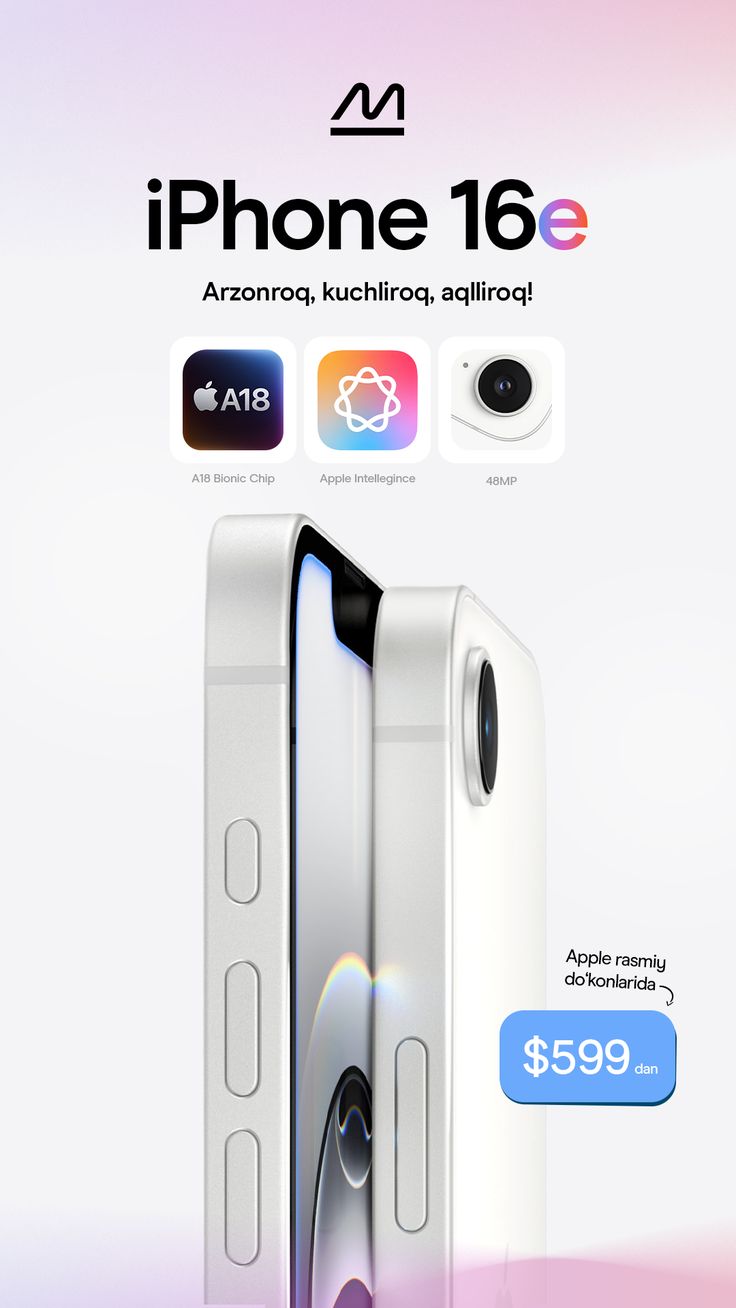 iPhone 16e
Arzonroq, kuchliroq, aqlliroq!
A18
A18 Bionic Chip
Apple Intellegince
48MP
Apple rasmiy
do‘konlarida
$599 dan